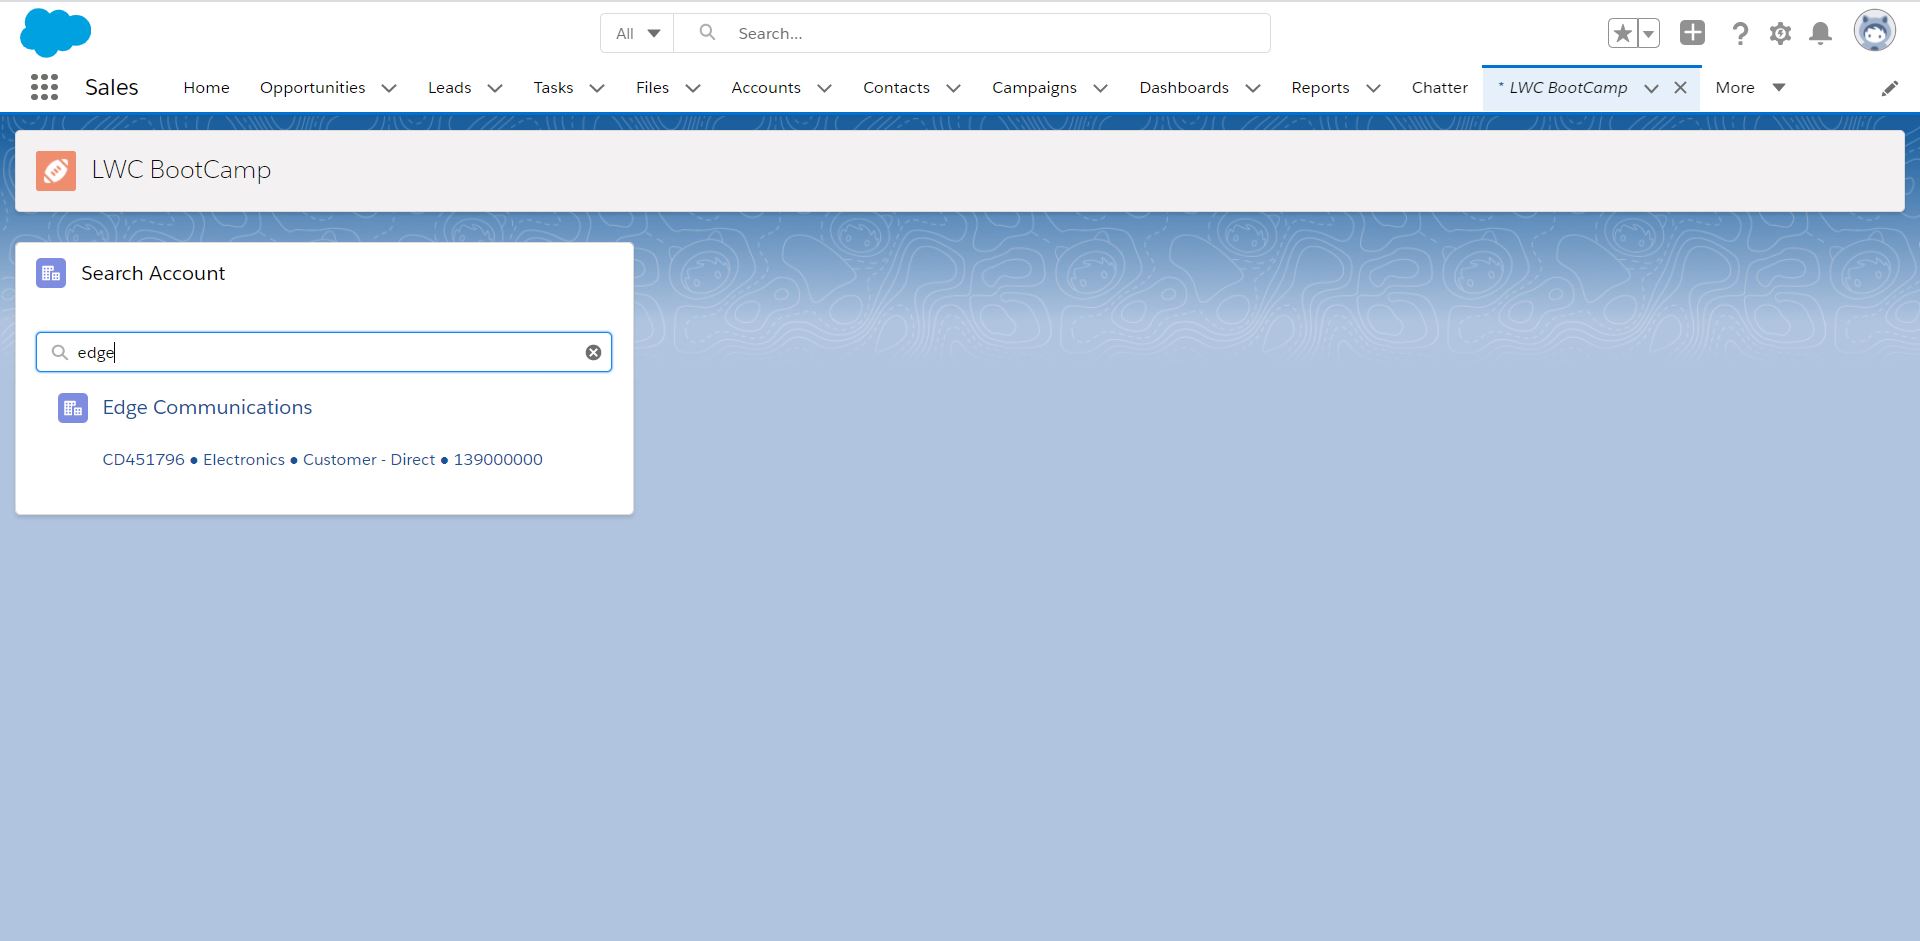 All Search...
Sales Home Opportunities Leads Tasks Files Accounts Contacts Campaigns Dashboards Reports Chatter * LWC BootCamp More
LWC BootCamp
Search Account
edge
Edge Communications
CD451796 ● Electronics ● Customer - Direct ● 139000000